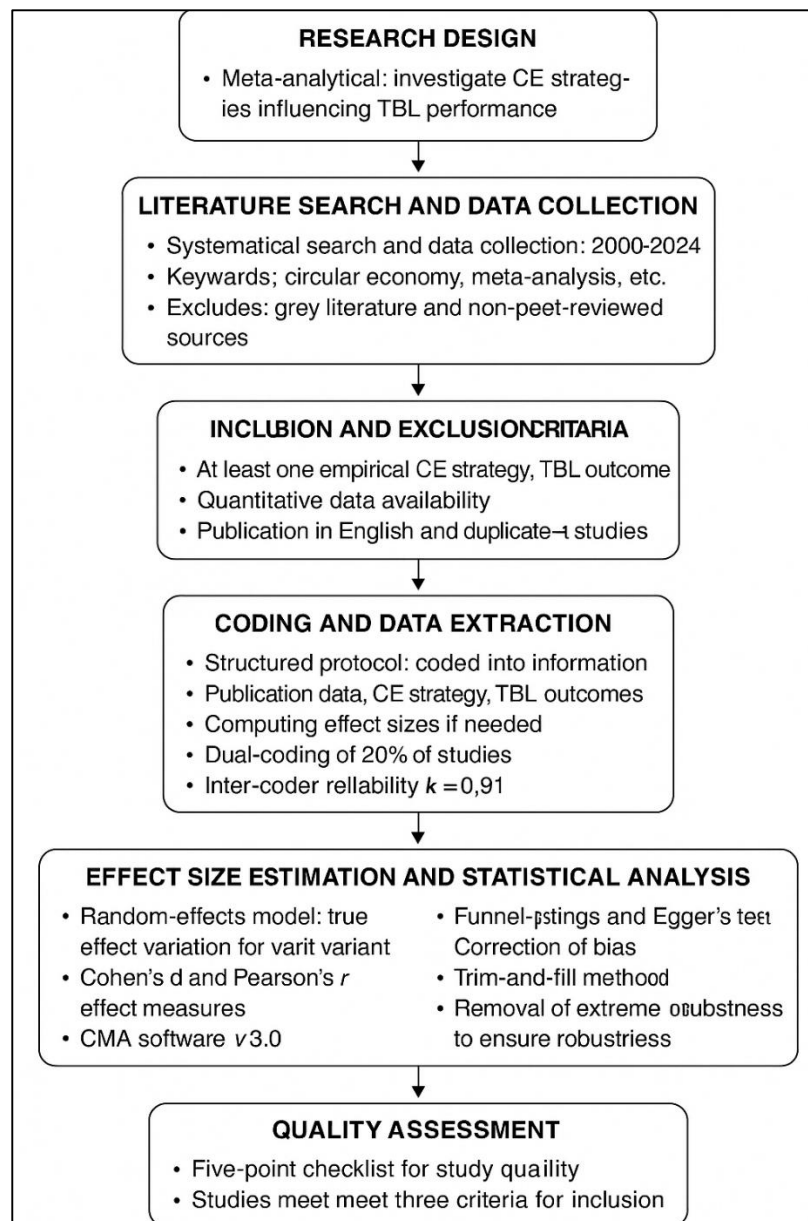 RESEARCH DESIGN
• Meta-analytical: investigate CE strateg-
ies influencing TBL performance
LITERATURE SEARCH AND DATA COLLECTION
• Systematical search and data collection: 2000-2024
• Keywards; circular economy, meta-analysis, etc.
• Excludes: grey literature and non-peet-reviewed
sources
INCLUBION AND EXCLUSIONCRITARIA
• At least one empirical CE strategy, TBL outcome
• Quantitative data availability
• Publication in English and studies
CODING AND DATA EXTRACTION
• Structured protocol: coded into information
• Publication data, CE strategy, TBL outcomes
• Computing effect sizes if needed
• Dual-coding of 20% of studies
• Inter-coder rellability k = 0,91
EFFECT SIZE ESTIMATION AND STATISTICAL ANALYSIS
• Random-effects model: true
effect variation for varit variant
• Cohen's d and Pearson's r
effect measures
• CMA software v 3.0
• and Egger's
Correction of bias
• Trim-and-fill method
• Removal of extreme
to ensure robustriess
QUALITY ASSESSMENT
• Five-point checklist for study quaility
• Studies meet meet three criteria for inclusion